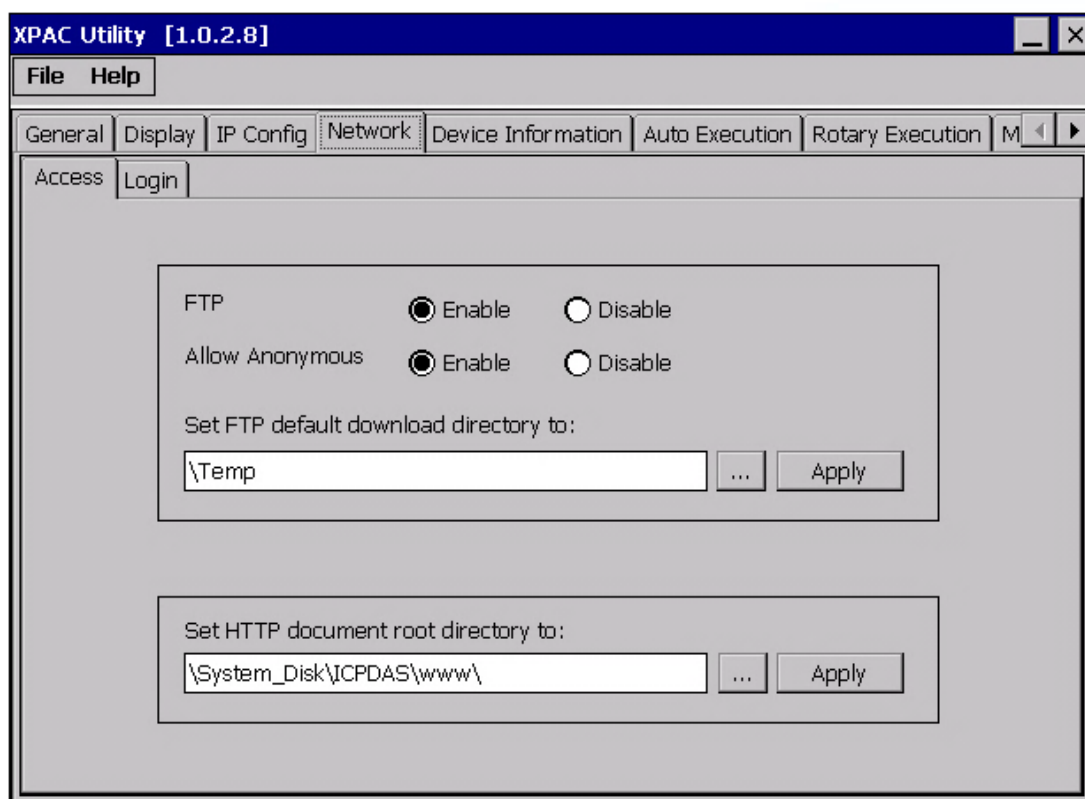 XPAC Utility [1.0.2.8]
File Help
General Display IP Config Network Device Information Auto Execution Rotary Execution M
Access Login
FTP Enable Disable
Allow Anonymous Enable Disable
Set FTP default download directory to:
\Temp ... Apply
Set HTTP document root directory to:
\System_Disk\ICPDAS\www\ ... Apply